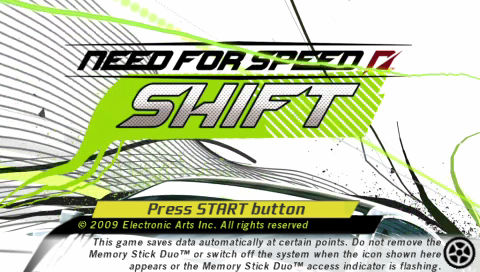 NEED FOR SPEED
SHIFT
Press START button
© 2009 Electronic Arts Inc. All rights reserved
This game saves data automatically at certain points. Do not remove the
Memory Stick Duo™ or switch off the system when the icon shown here
appears or the Memory Stick Duo™ access indicator is flashing.